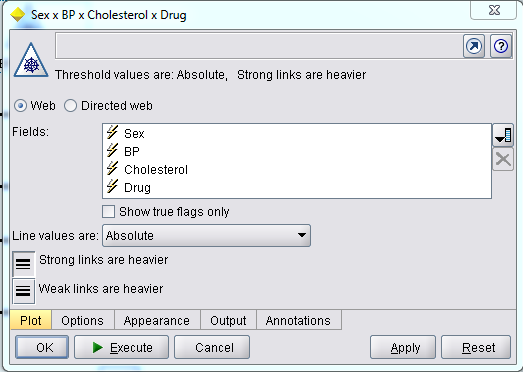 Sex x BP x Cholesterol x Drug
Threshold values are: Absolute, Strong links are heavier
Web Directed web
Fields:
Sex
BP
Cholesterol
Drug
Show true flags only
Line values are: Absolute
Strong links are heavier
Weak links are heavier
Plot Options Appearance Output Annotations
OK Execute Cancel Apply Reset